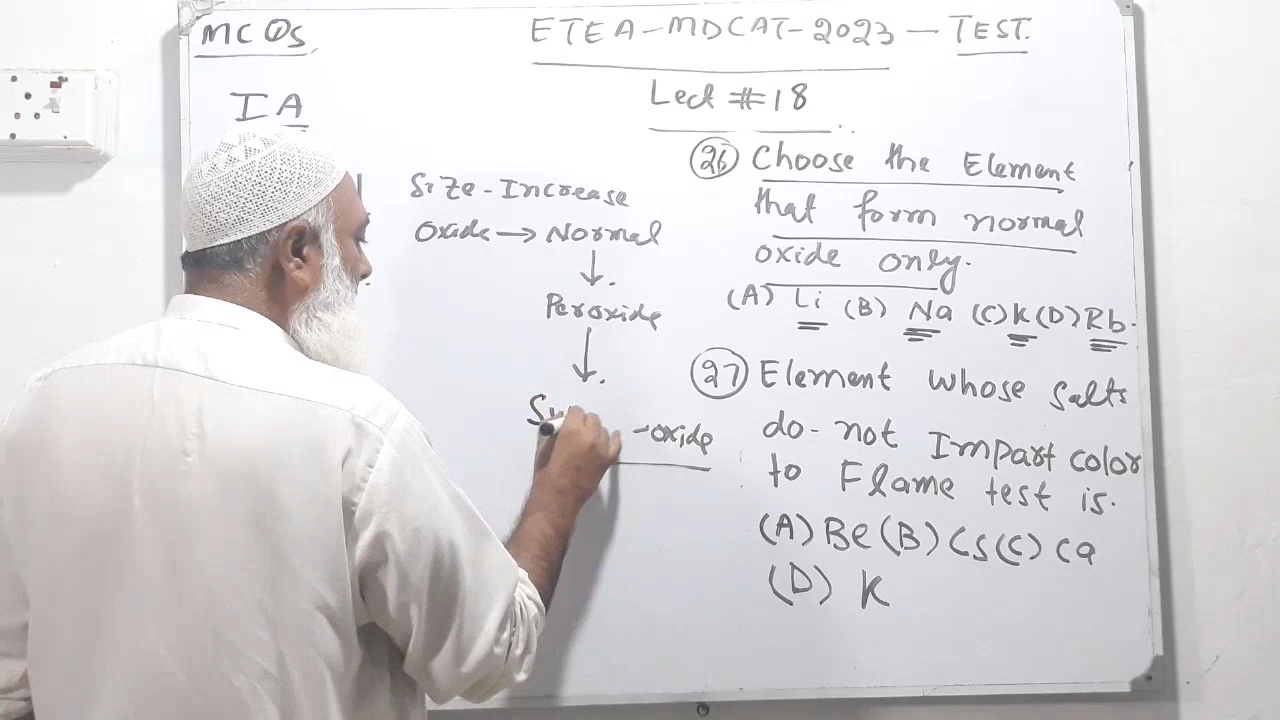 MCQs.
ETEA-MDCAT-2023-TEST.
Lect #18
IA
Size-Increase
Oxide → Normal
↓
Peroxide
↓
-oxide
(26) Choose the Element
that form normal
oxide only.
(A) Li (B) Na (C) K (D) Rb.
(27) Element whose salts
do-not Impart color
to Flame test is.
(A) Be (B) Cs (C) Ca
(D) K